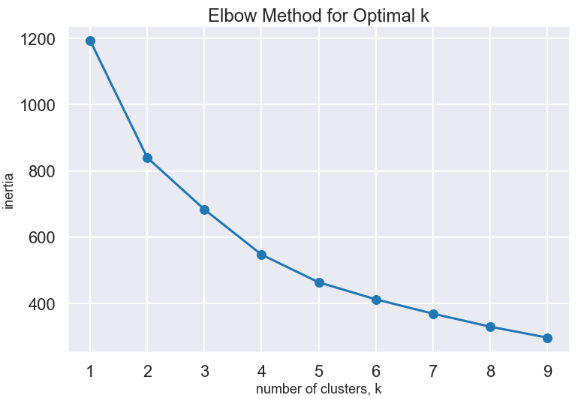 Elbow Method for Optimal k
1200
1000
800
600
400
inertia
1 2 3 4 5 6 7 8 9
number of clusters, k